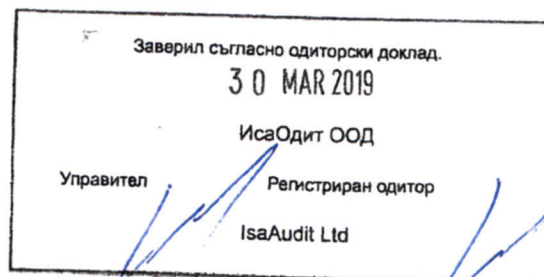 Заверил съгласно одиторски доклад.
30 MAR 2019
ИсаОдит ООД
Управител Регистриран одитор
IsaAudit Ltd